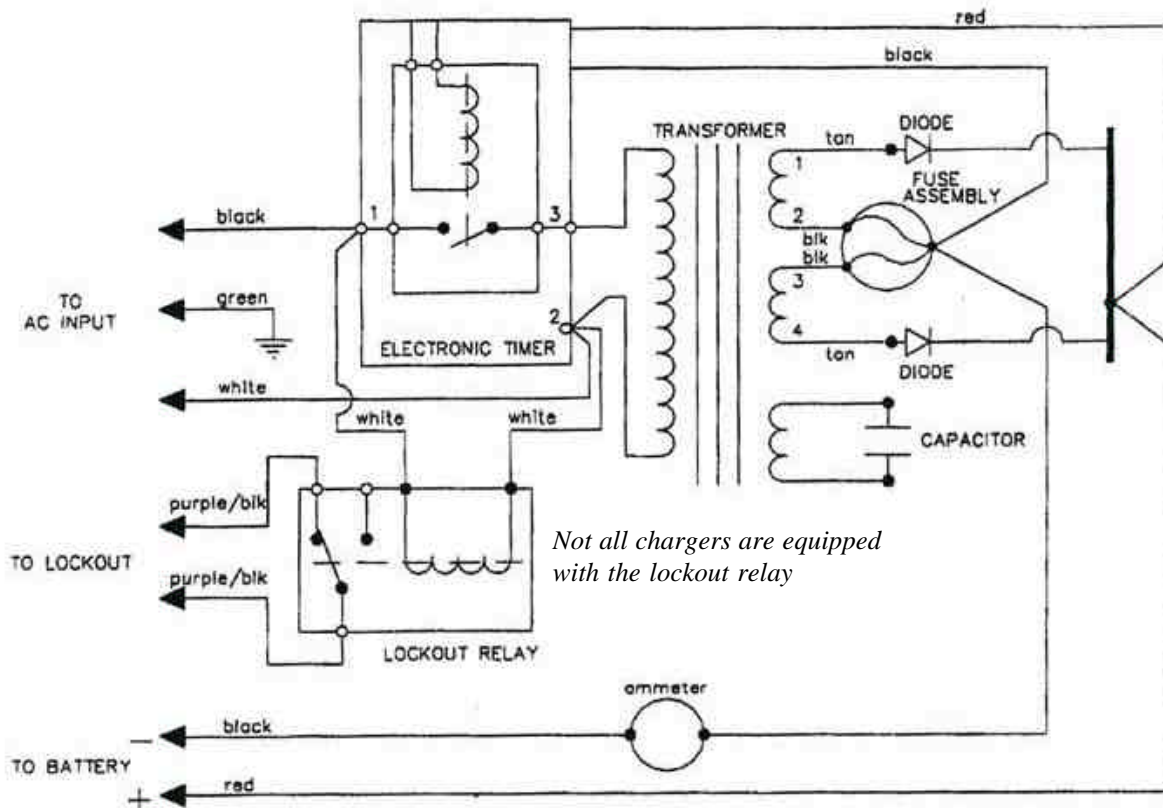 red
black
TRANSFORMER
tan
DIODE
1
FUSE
ASSEMBLY
black
1
3
2
blk
blk
3
TO
AC INPUT
green
2
4
ELECTRONIC TIMER
tan
DIODE
white
white
white
CAPACITOR
purple/blk
Not all chargers are equipped
with the lockout relay
TO LOCKOUT
purple/blk
LOCKOUT RELAY
ammeter
black
−
TO BATTERY
+
red